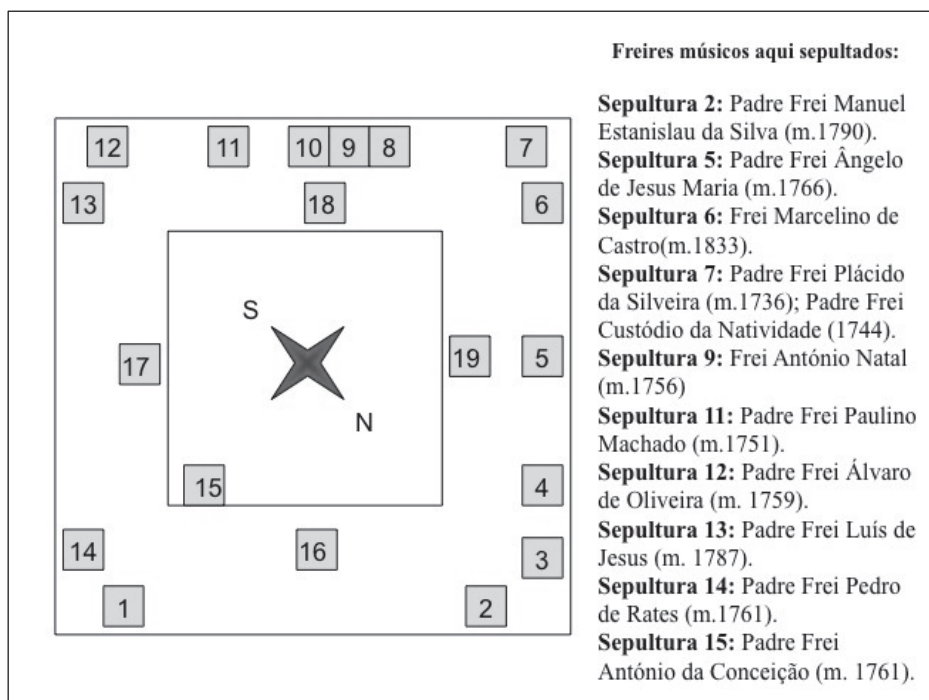 Freires músicos aqui sepultados:
Sepultura 2: Padre Frei Manuel
Estanislau da Silva (m.1790).
Sepultura 5: Padre Frei Ângelo
de Jesus Maria (m.1766).
Sepultura 6: Frei Marcelino de
Castro(m.1833).
Sepultura 7: Padre Frei Plácido
da Silveira (m.1736); Padre Frei
Custódio da Natividade (1744).
Sepultura 9: Frei António Natal
(m.1756)
Sepultura 11: Padre Frei Paulino
Machado (m.1751).
Sepultura 12: Padre Frei Álvaro
de Oliveira (m. 1759).
Sepultura 13: Padre Frei Luís de
Jesus (m. 1787).
Sepultura 14: Padre Frei Pedro
de Rates (m.1761).
Sepultura 15: Padre Frei
António da Conceição (m. 1761).
12 11 10 9 8 7
13 18 6
S
17 19 5
N
15 4
14 16 3
1 2